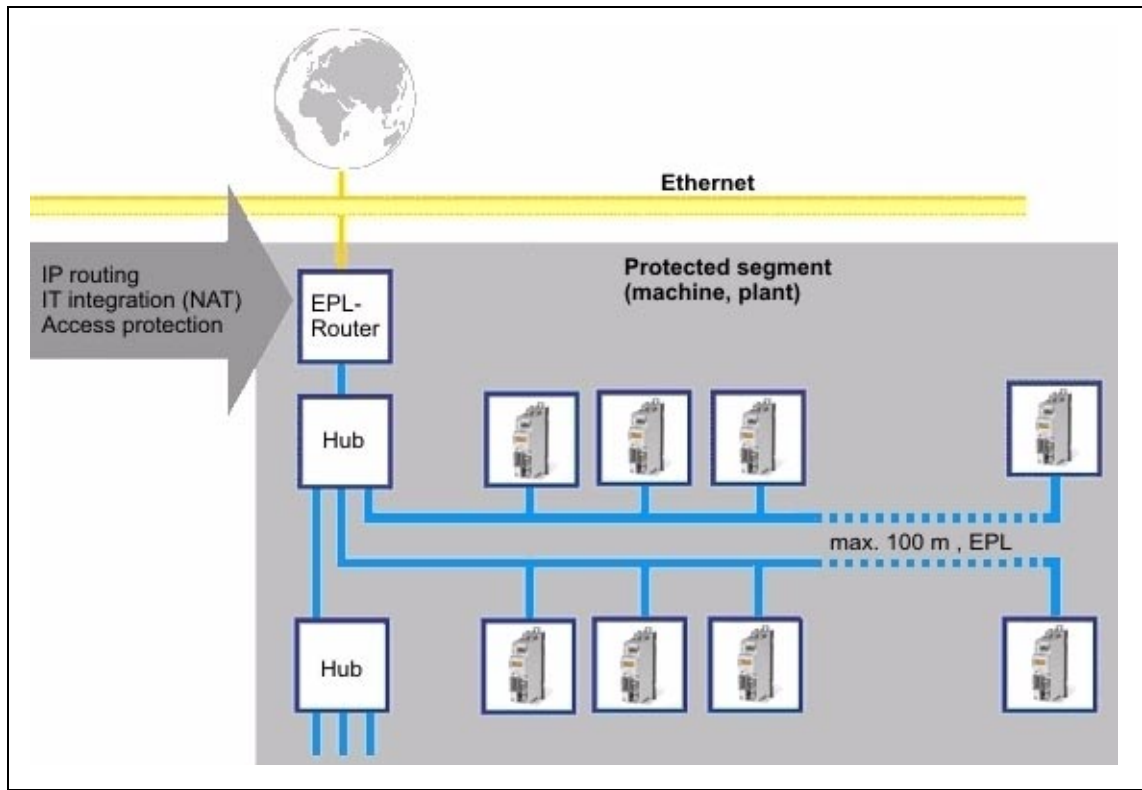 Ethernet
IP routing
IT integration (NAT)
Access protection
Protected segment
(machine, plant)
EPL-
Router
Hub
max. 100 m , EPL
Hub